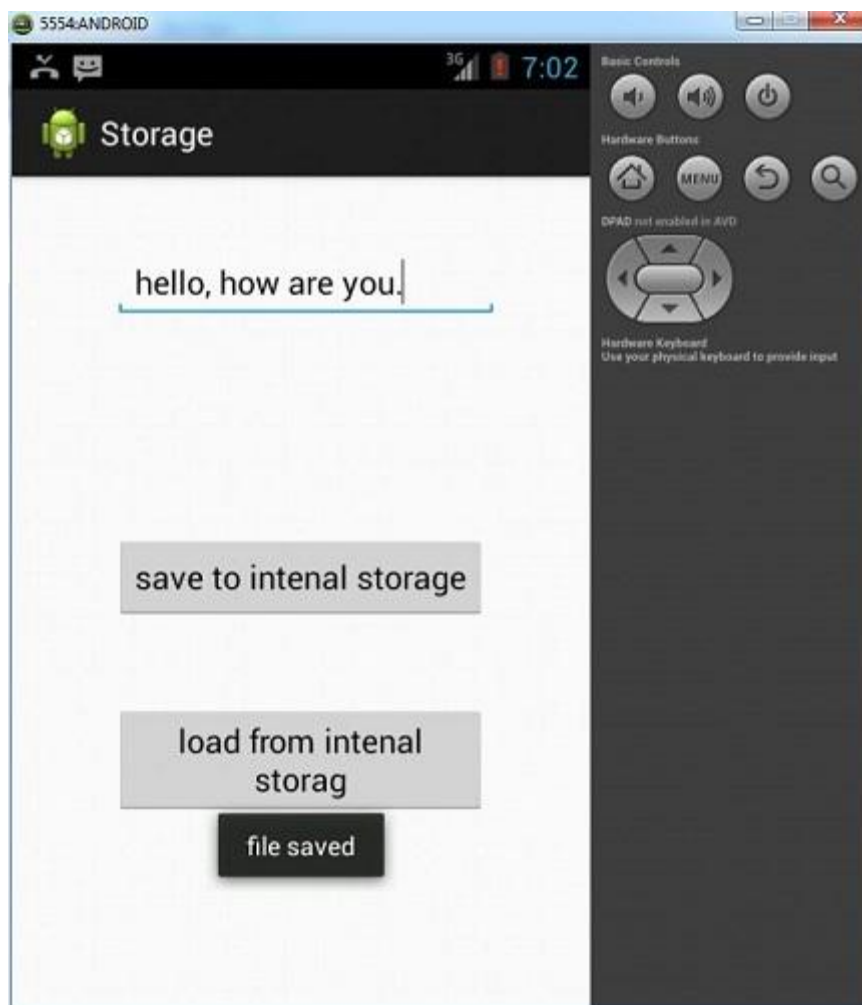 5554:ANDROID
3G 7:02
Storage
hello, how are you.
save to intenal storage
load from intenal
storag
file saved
Basic Controls
Hardware Buttons
MENU
DPAD not enabled in AVD
Hardware Keyboard
Use your physical keyboard to provide input